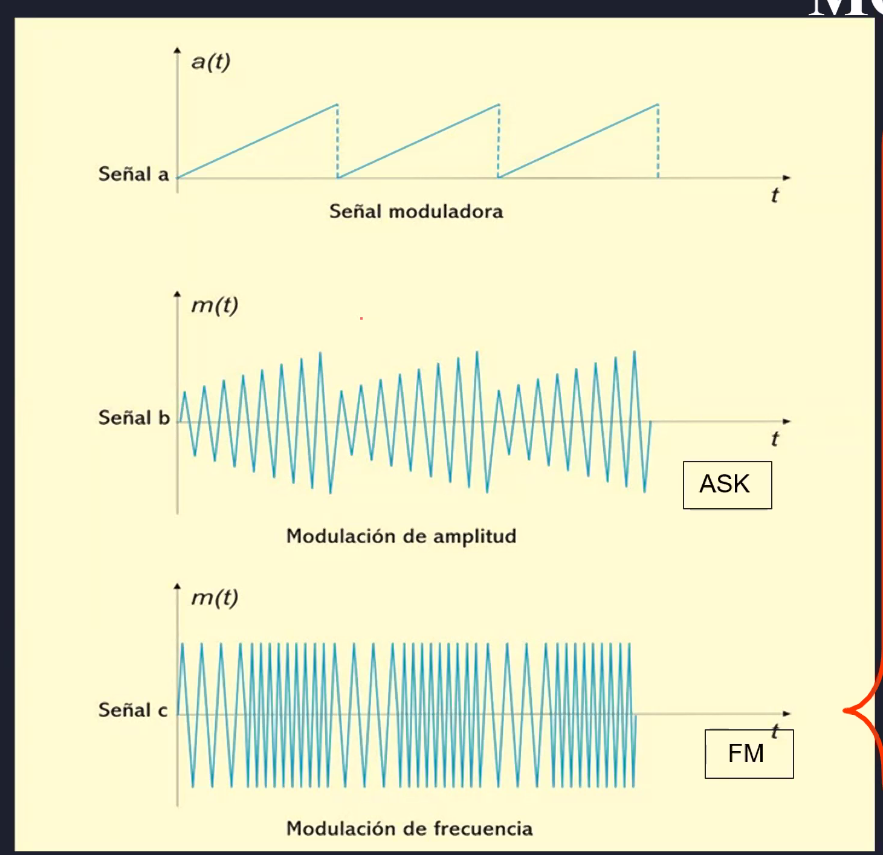 a(t)
Señal a
t
Señal moduladora
m(t)
Señal b
t
ASK
Modulación de amplitud
m(t)
Señal c
t
FM
Modulación de frecuencia